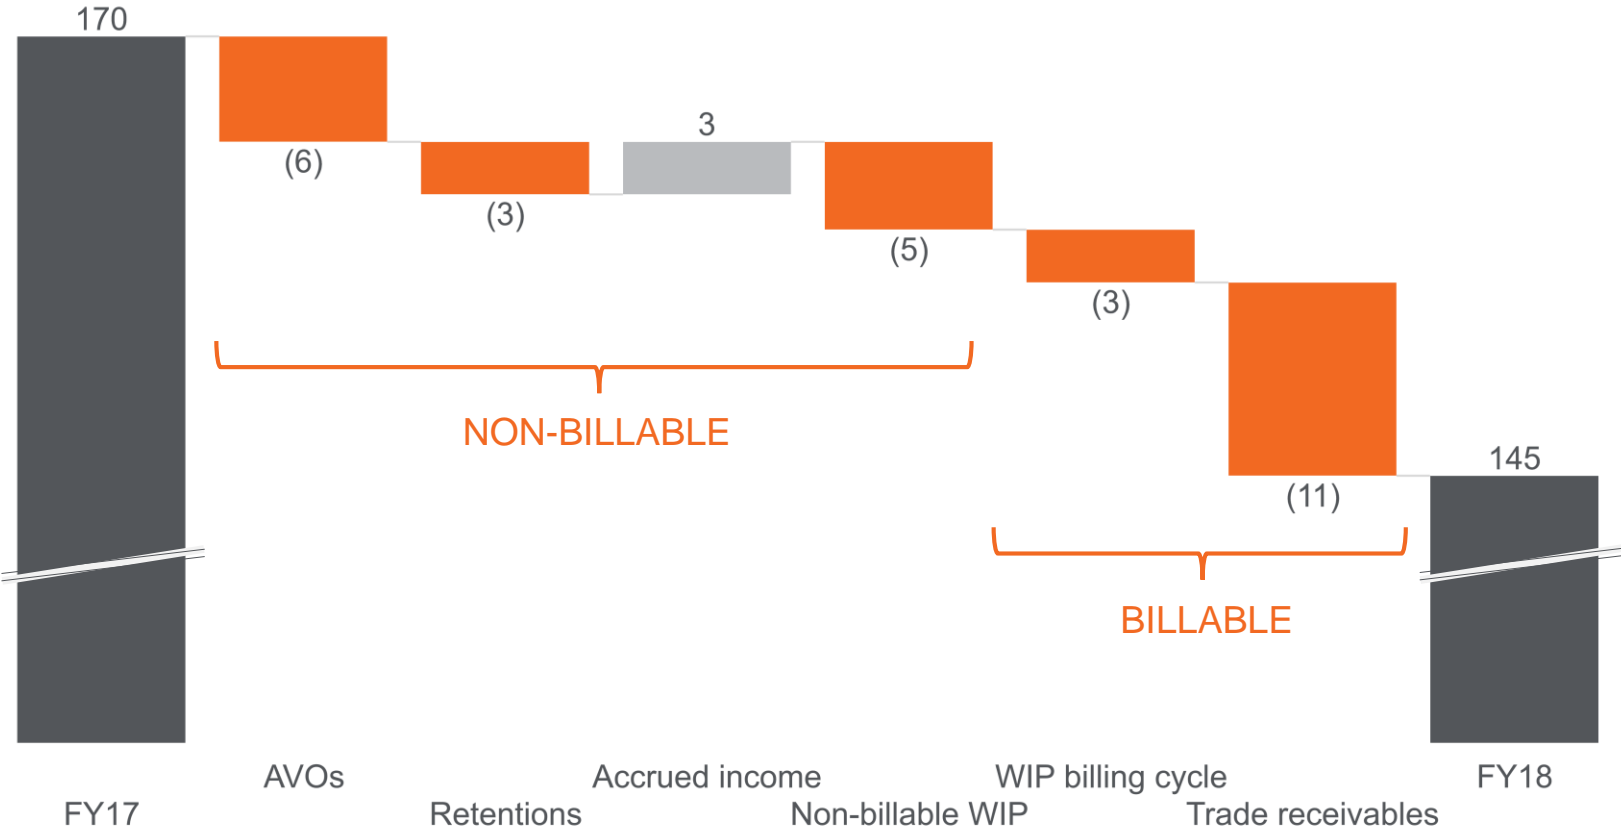 170
3
(6)
(3)
(5)
(3)
NON-BILLABLE
145
(11)
BILLABLE
AVOs
Accrued income
WIP billing cycle
FY18
FY17
Retentions
Non-billable WIP
Trade receivables